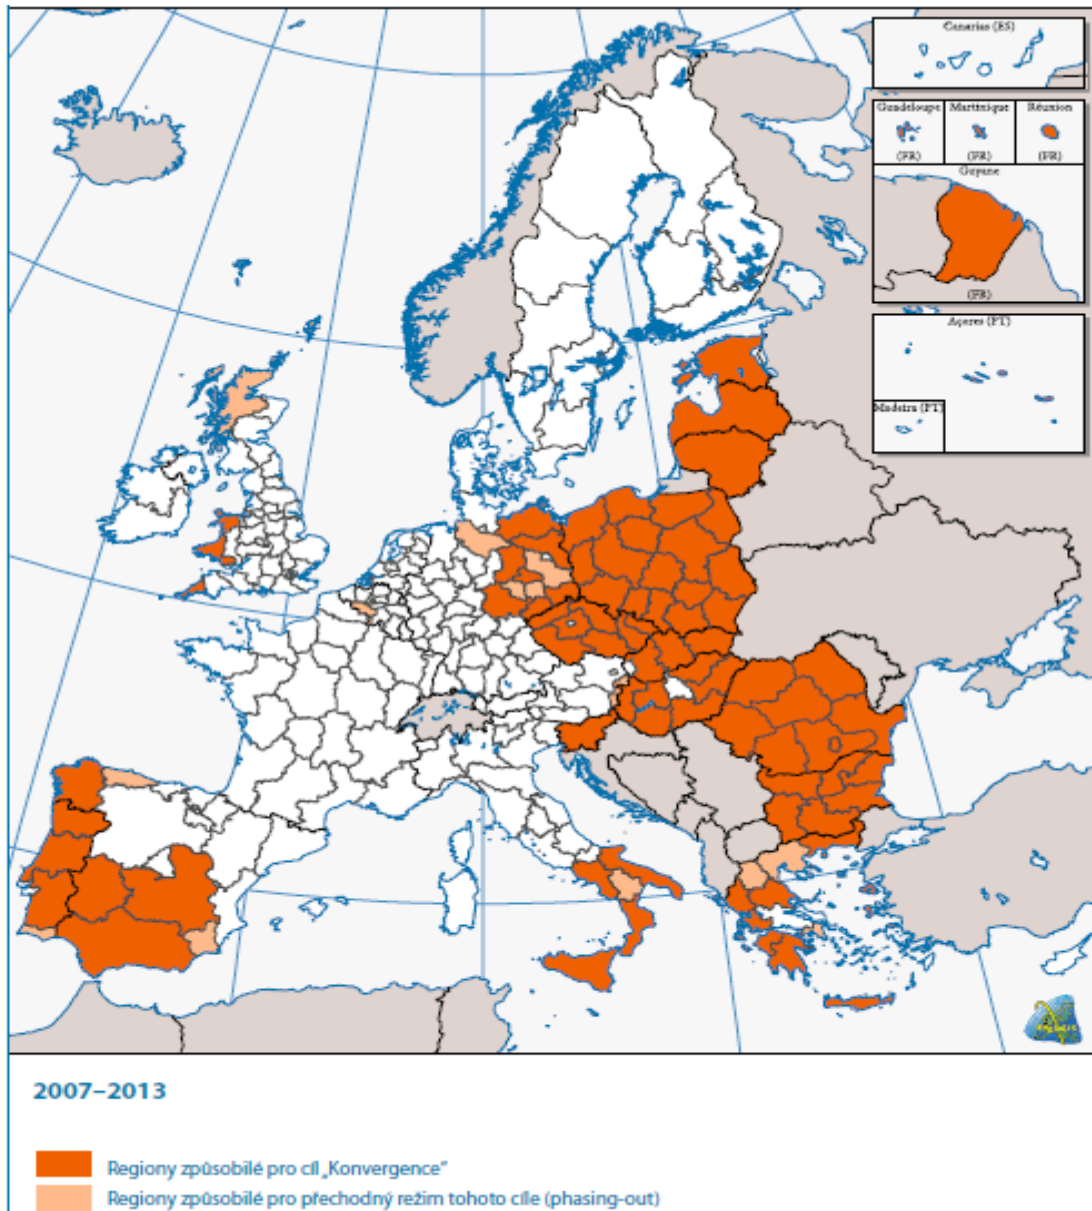 Canarias (ES)
Guadeloupe Martinique Réunion
(FR) (FR) (FR)
Guyane
(FR)
Açores (PT)
Madeira (PT)
2007–2013
Regiony způsobilé pro cíl „Konvergence“
Regiony způsobilé pro přechodný režim tohoto cíle (phasing-out)